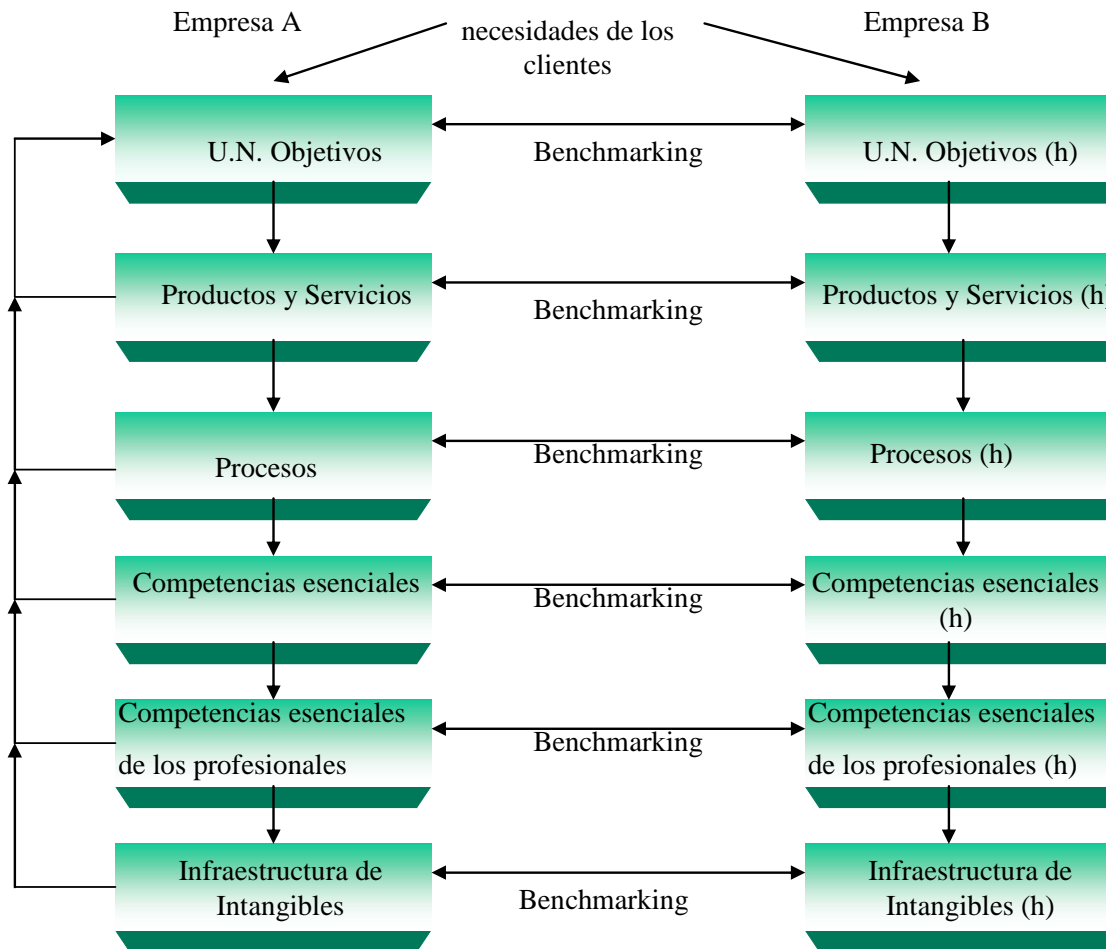 Empresa A
necesidades de los
clientes
Empresa B
U.N. Objetivos
Benchmarking
U.N. Objetivos (h)
Productos y Servicios
Benchmarking
Productos y Servicios (h)
Procesos
Benchmarking
Procesos (h)
Competencias esenciales
Benchmarking
Competencias esenciales
(h)
Competencias esenciales
de los profesionales
Benchmarking
Competencias esenciales
de los profesionales (h)
Infraestructura de
Intangibles
Benchmarking
Infraestructura de
Intangibles (h)